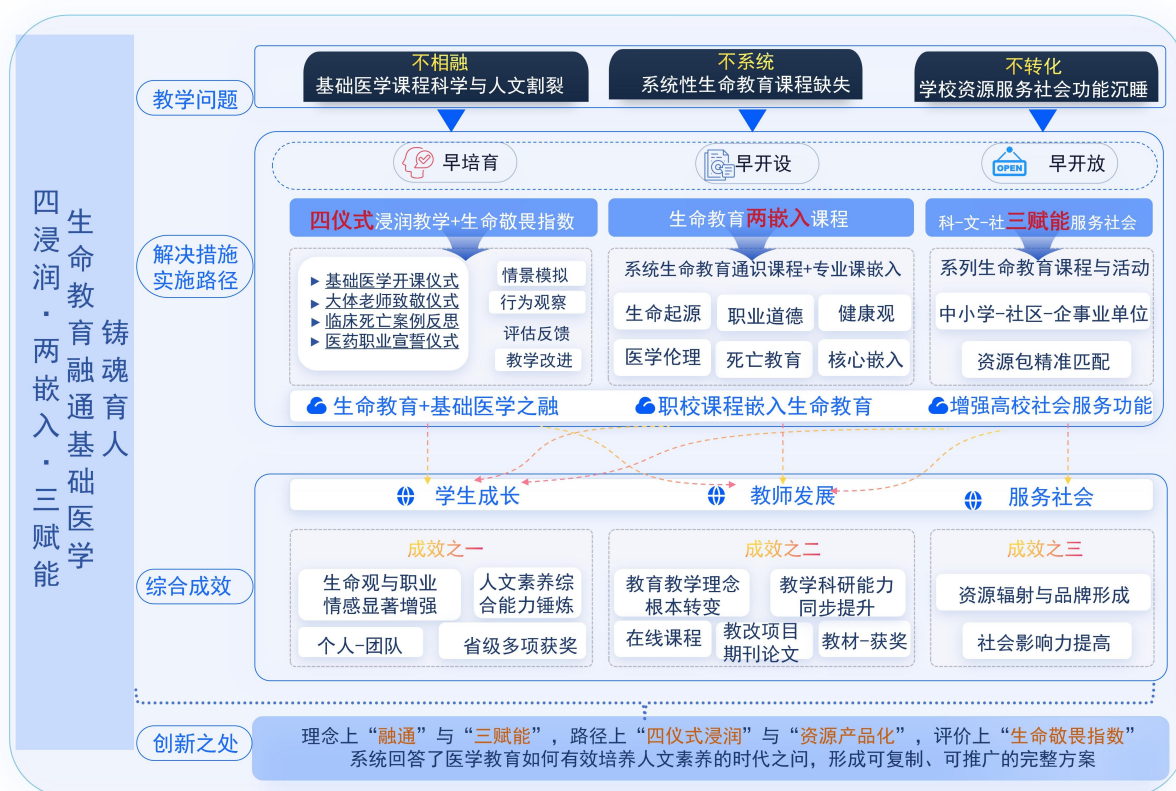 四浸润·两嵌入·三赋能
生命教育融通基础医学
铸魂育人
教学问题
不相融
基础医学课程科学与人文割裂
不系统
系统性生命教育课程缺失
不转化
学校资源服务社会功能沉睡
解决措施
实施路径
早培育
早开设
OPEN
早开放
四仪式浸润教学+生命敬畏指数
生命教育两嵌入课程
科-文-社三赋能服务社会
基础医学开课仪式
大体老师致敬仪式
临床死亡案例反思
医药职业宣誓仪式
情景模拟
行为观察
评估反馈
教学改进
系统生命教育通识课程+专业课嵌入
生命起源
职业道德
健康观
医学伦理
死亡教育
核心嵌入
系列生命教育课程与活动
中小学-社区-企事业单位
资源包精准匹配
生命教育+基础医学之融
职校课程嵌入生命教育
增强高校社会服务功能
综合成效
学生成长
教师发展
服务社会
成效之一
生命观与职业
情感显著增强
人文素养综
合能力锤炼
个人-团队
省级多项获奖
成效之二
教育教学理念
根本转变
教学科研能力
同步提升
在线课程
教改项目
期刊论文
教材-获奖
成效之三
资源辐射与品牌形成
社会影响力提高
创新之处
理念上“融通”与“三赋能”，路径上“四仪式浸润”与“资源产品化”，评价上“生命敬畏指数”
系统回答了医学教育如何有效培养人文素养的时代之问，形成可复制、可推广的完整方案